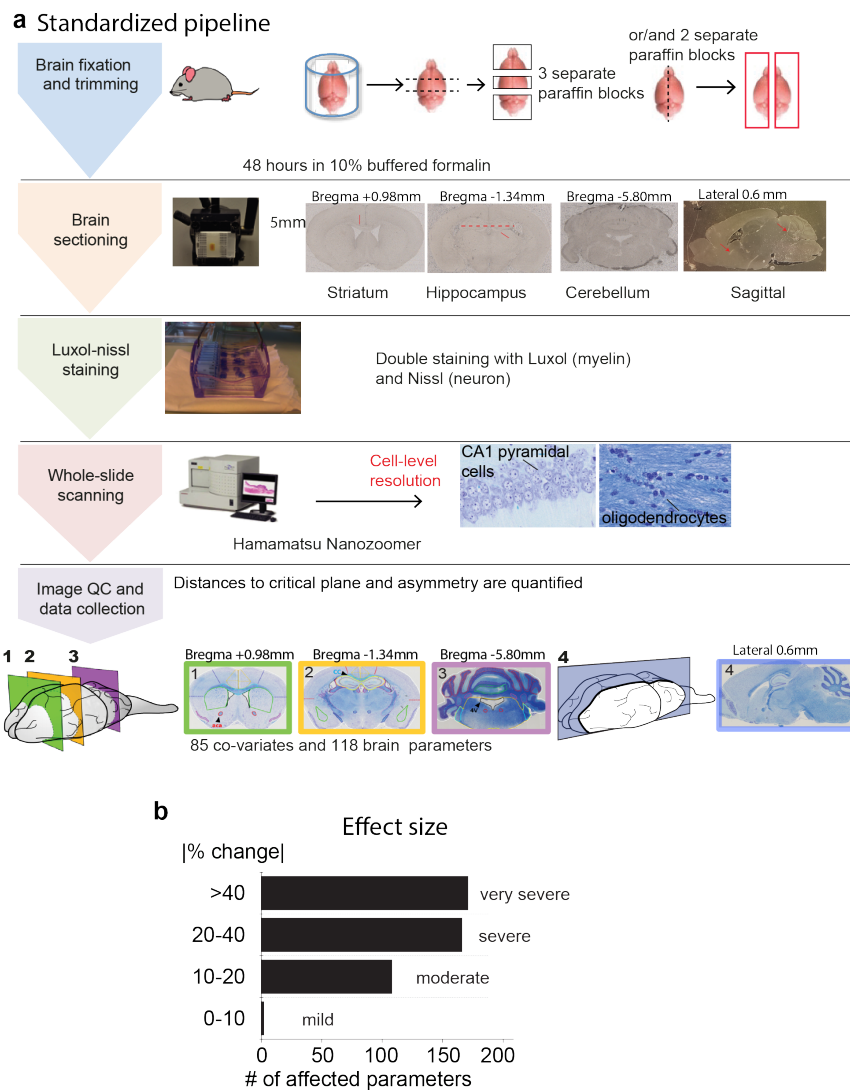 a Standardized pipeline
Brain fixation
and trimming
3 separate
paraffin blocks
or/and 2 separate
paraffin blocks
48 hours in 10% buffered formalin
Brain
sectioning
5mm
Bregma +0.98mm
Bregma -1.34mm
Bregma -5.80mm
Lateral 0.6 mm
Striatum
Hippocampus
Cerebellum
Sagittal
Luxol-nissl
staining
Double staining with Luxol (myelin)
and Nissl (neuron)
Whole-slide
scanning
Hamamatsu Nanozoomer
Cell-level
resolution
CA1 pyramidal
cells
oligodendrocytes
Image QC and
data collection
Distances to critical plane and asymmetry are quantified
1 2 3
Bregma +0.98mm
Bregma -1.34mm
Bregma -5.80mm
Lateral 0.6mm
1
2
3
4
4
85 co-variates and 118 brain parameters
b
Effect size
|% change|
>40 very severe
20-40 severe
10-20 moderate
0-10 mild
0 50 100 150 200
# of affected parameters